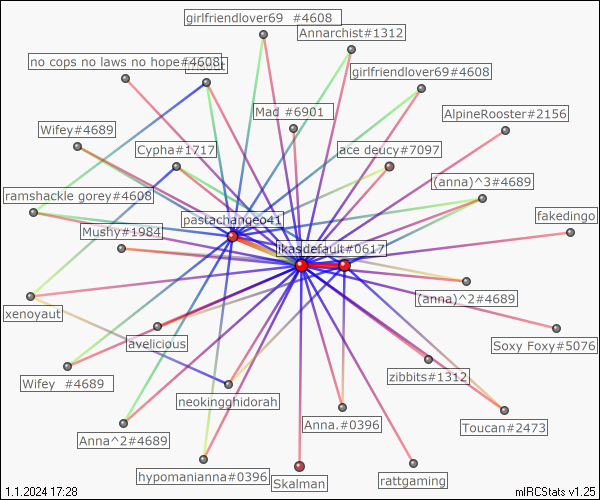 girlfriendlover69 #4608
Annarchist#1312
no cops no laws no hope#4608
girlfriendlover69#4608
Mad #6901
AlpineRooster#2156
Wifey#4689
Cypha#1717
ace deucy#7097
(anna)^3#4689
ramshackle gorey#4608
pastachangeo41
fakedingo
Mushy#1984
ikasdefault#0617
(anna)^2#4689
xenoyaut
avelicious
Soxy Foxy#5076
Wifey #4689
zibbits#1312
neokingghidorah
Anna.#0396
Toucan#2473
Anna^2#4689
hypomanianna#0396
Skalman
rattgaming
1.1.2024 17:28
mIRCStats v1.25